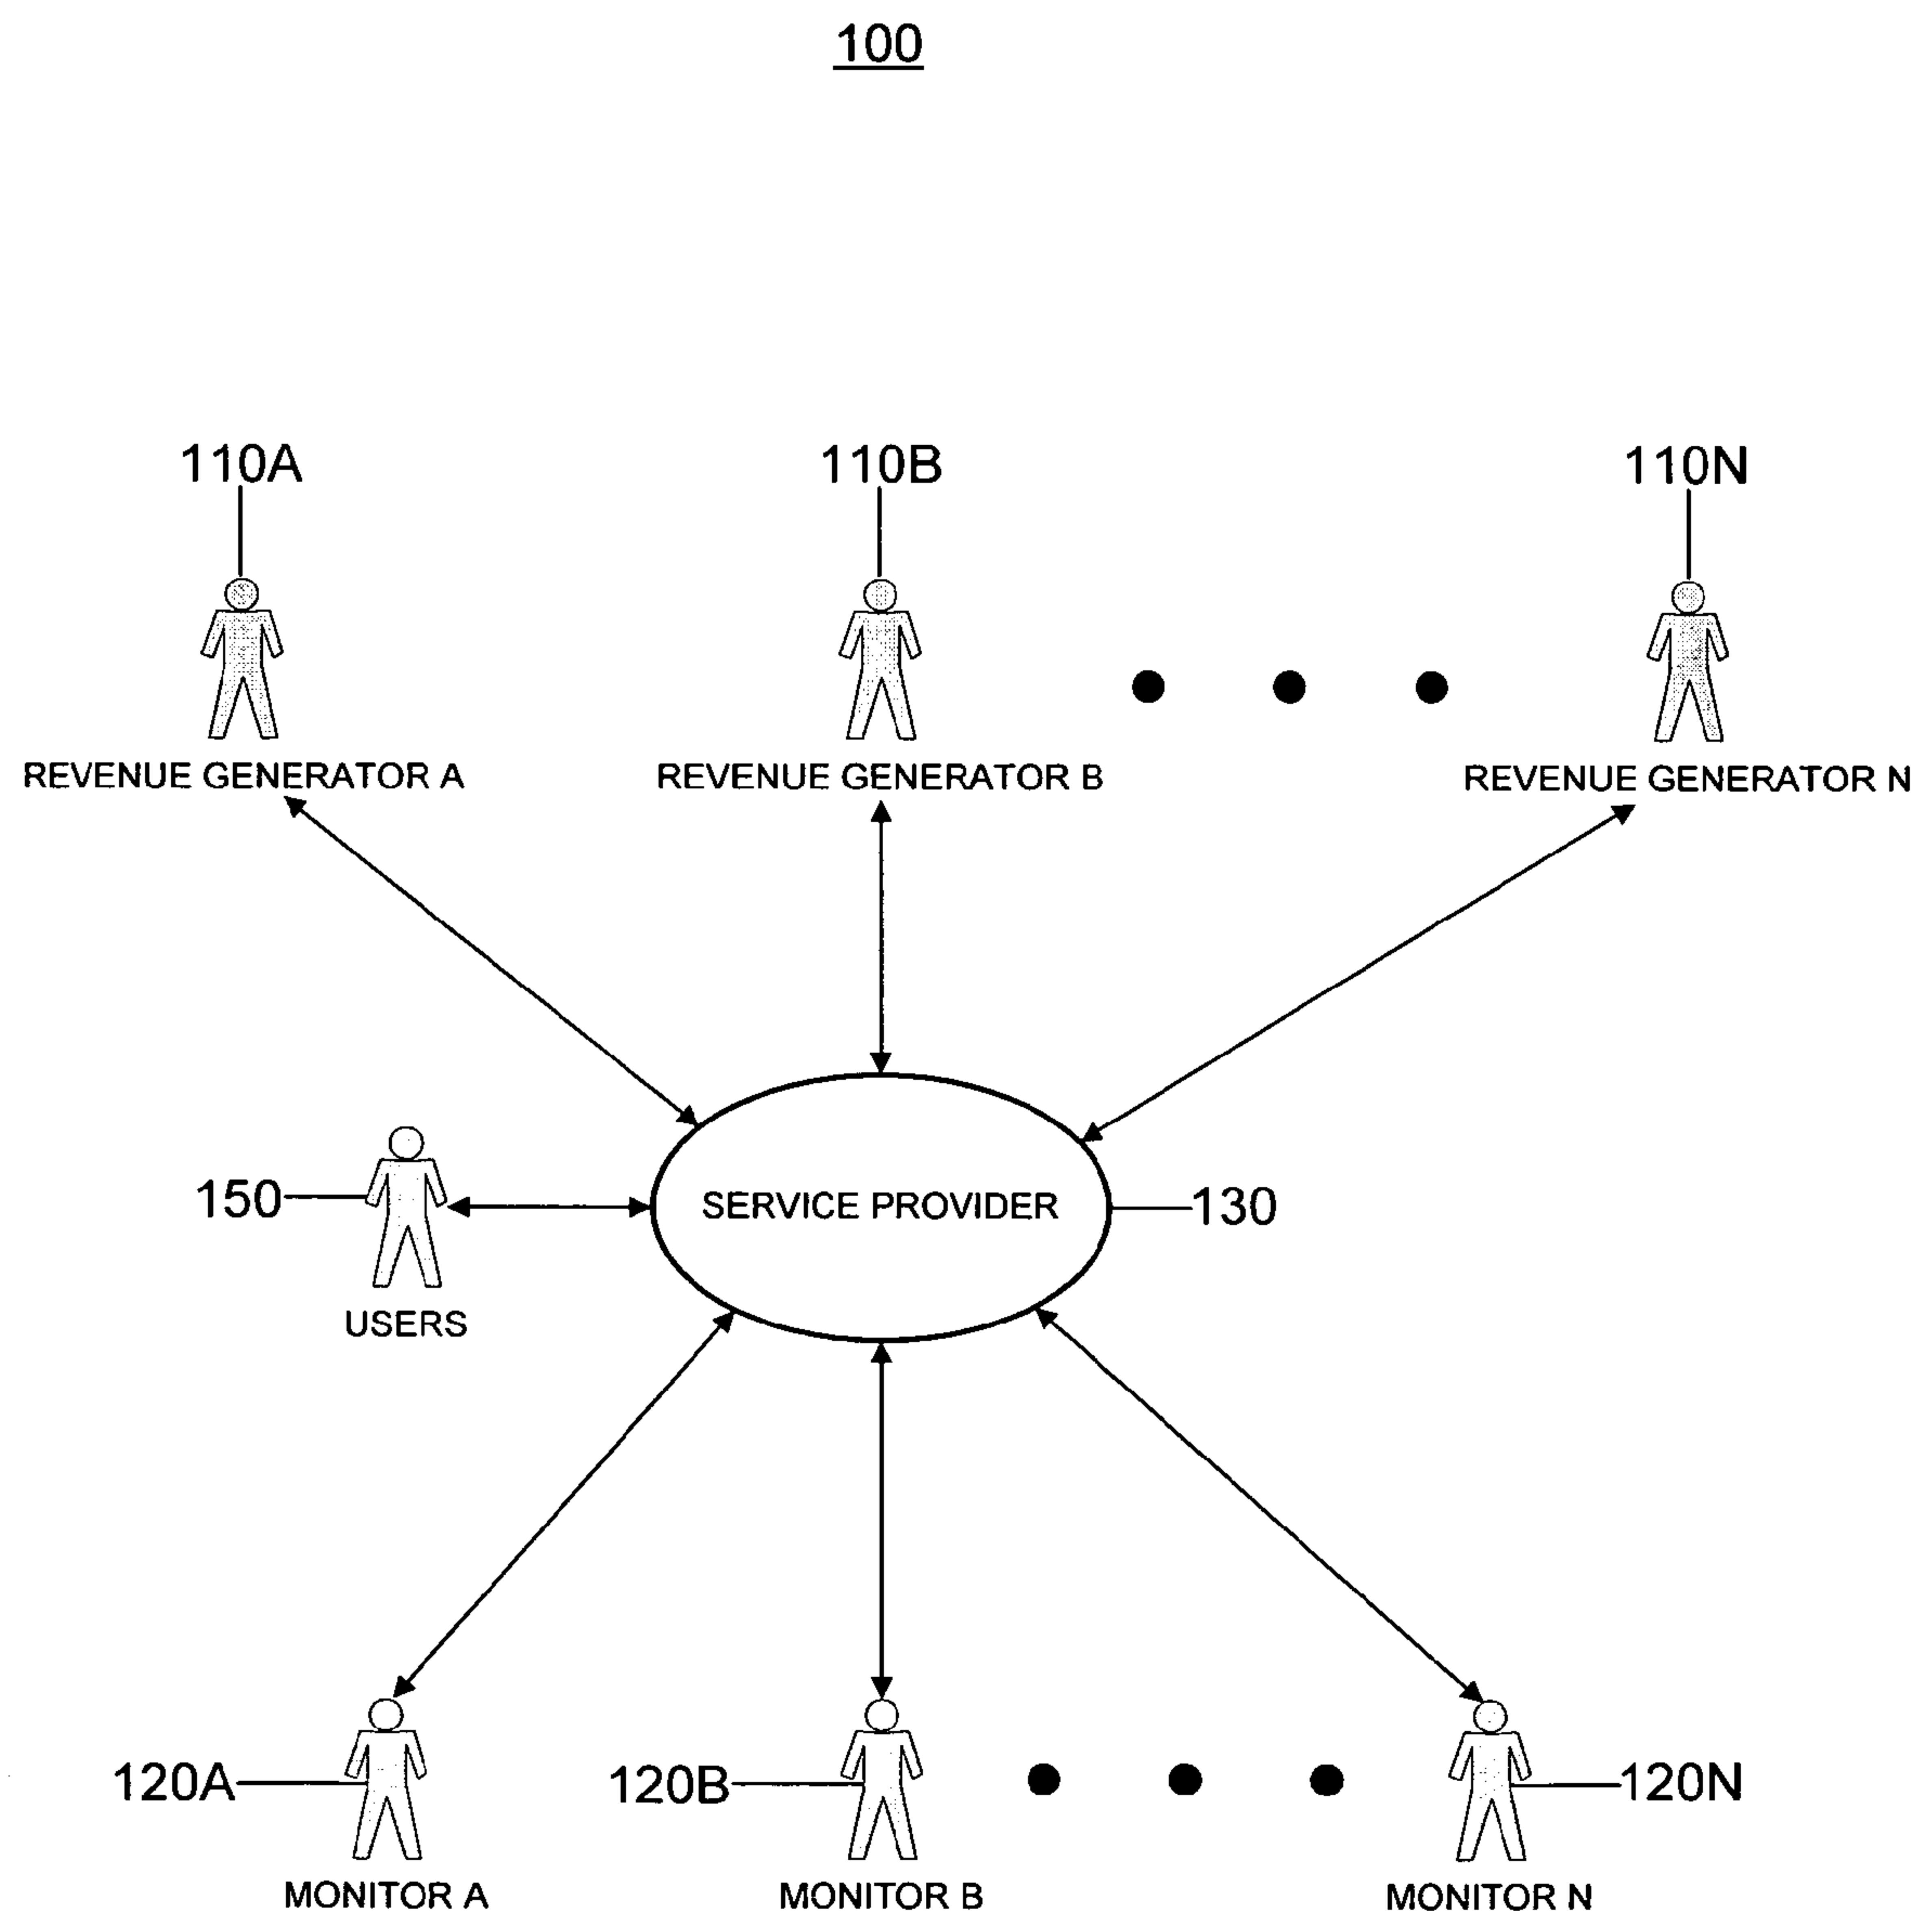 100
110A
110B
110N
REVENUE GENERATOR A
REVENUE GENERATOR B
REVENUE GENERATOR N
150
SERVICE PROVIDER
130
USERS
120A
120B
120N
MONITOR A
MONITOR B
MONITOR N